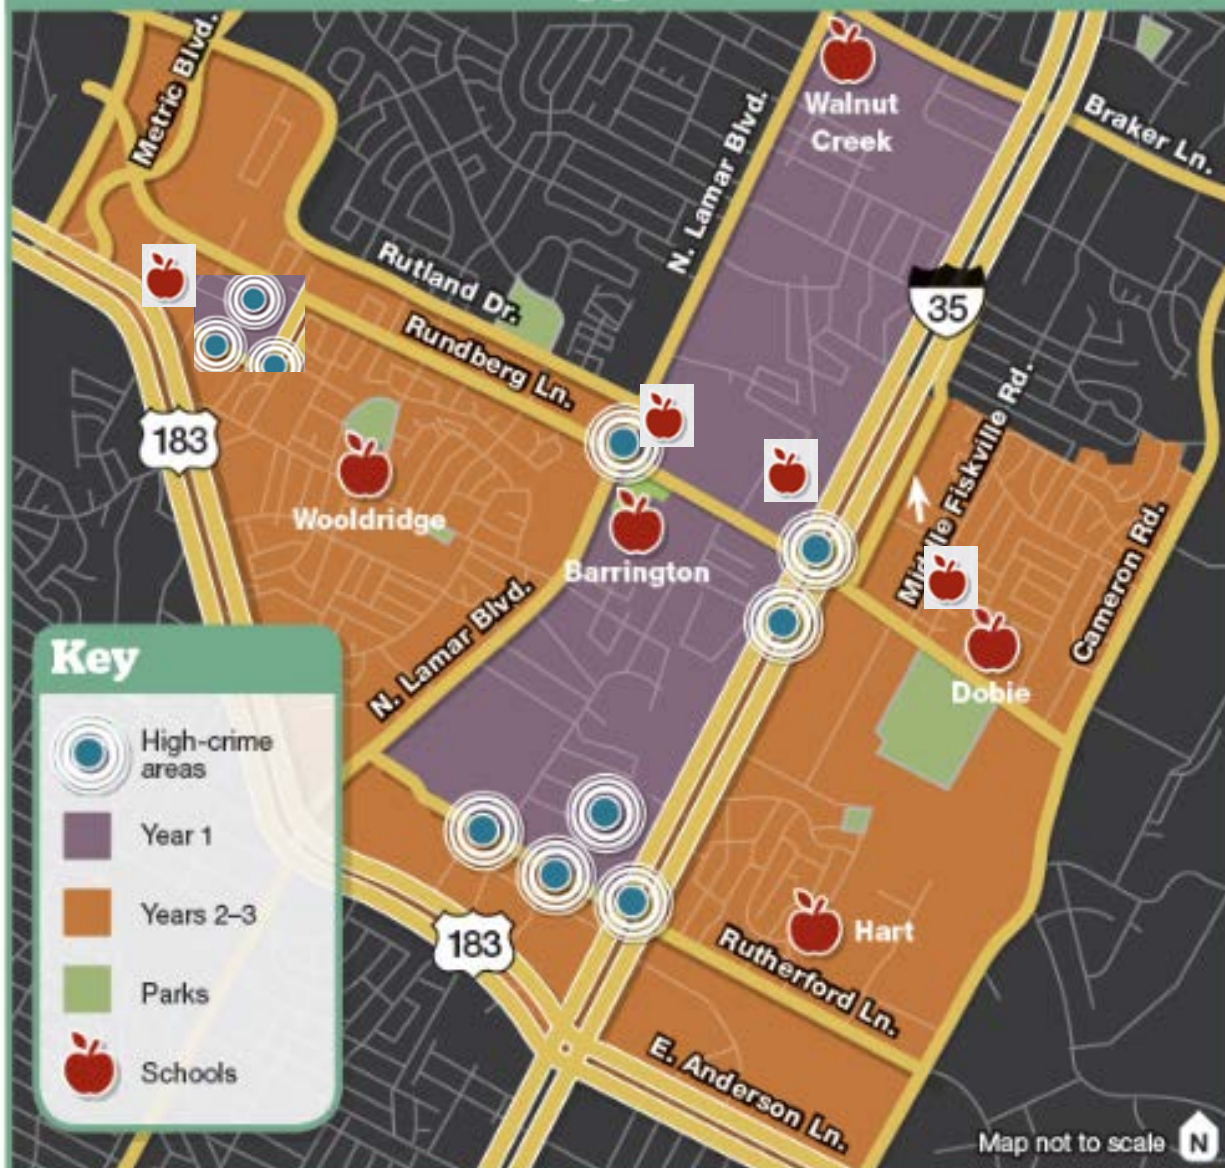 Metric Blvd.
Walnut
Creek
Braker Ln.
N. Lamar Blvd.
Rutland Dr.
35
Rundberg Ln.
183
Middle Fiskville Rd.
Wooldridge
Barrington
Cameron Rd.
N. Lamar Blvd.
Dobie
Key
High-crime
areas
Year 1
Years 2–3
Parks
Schools
183
Hart
Rutherford Ln.
E. Anderson Ln.
Map not to scale
N